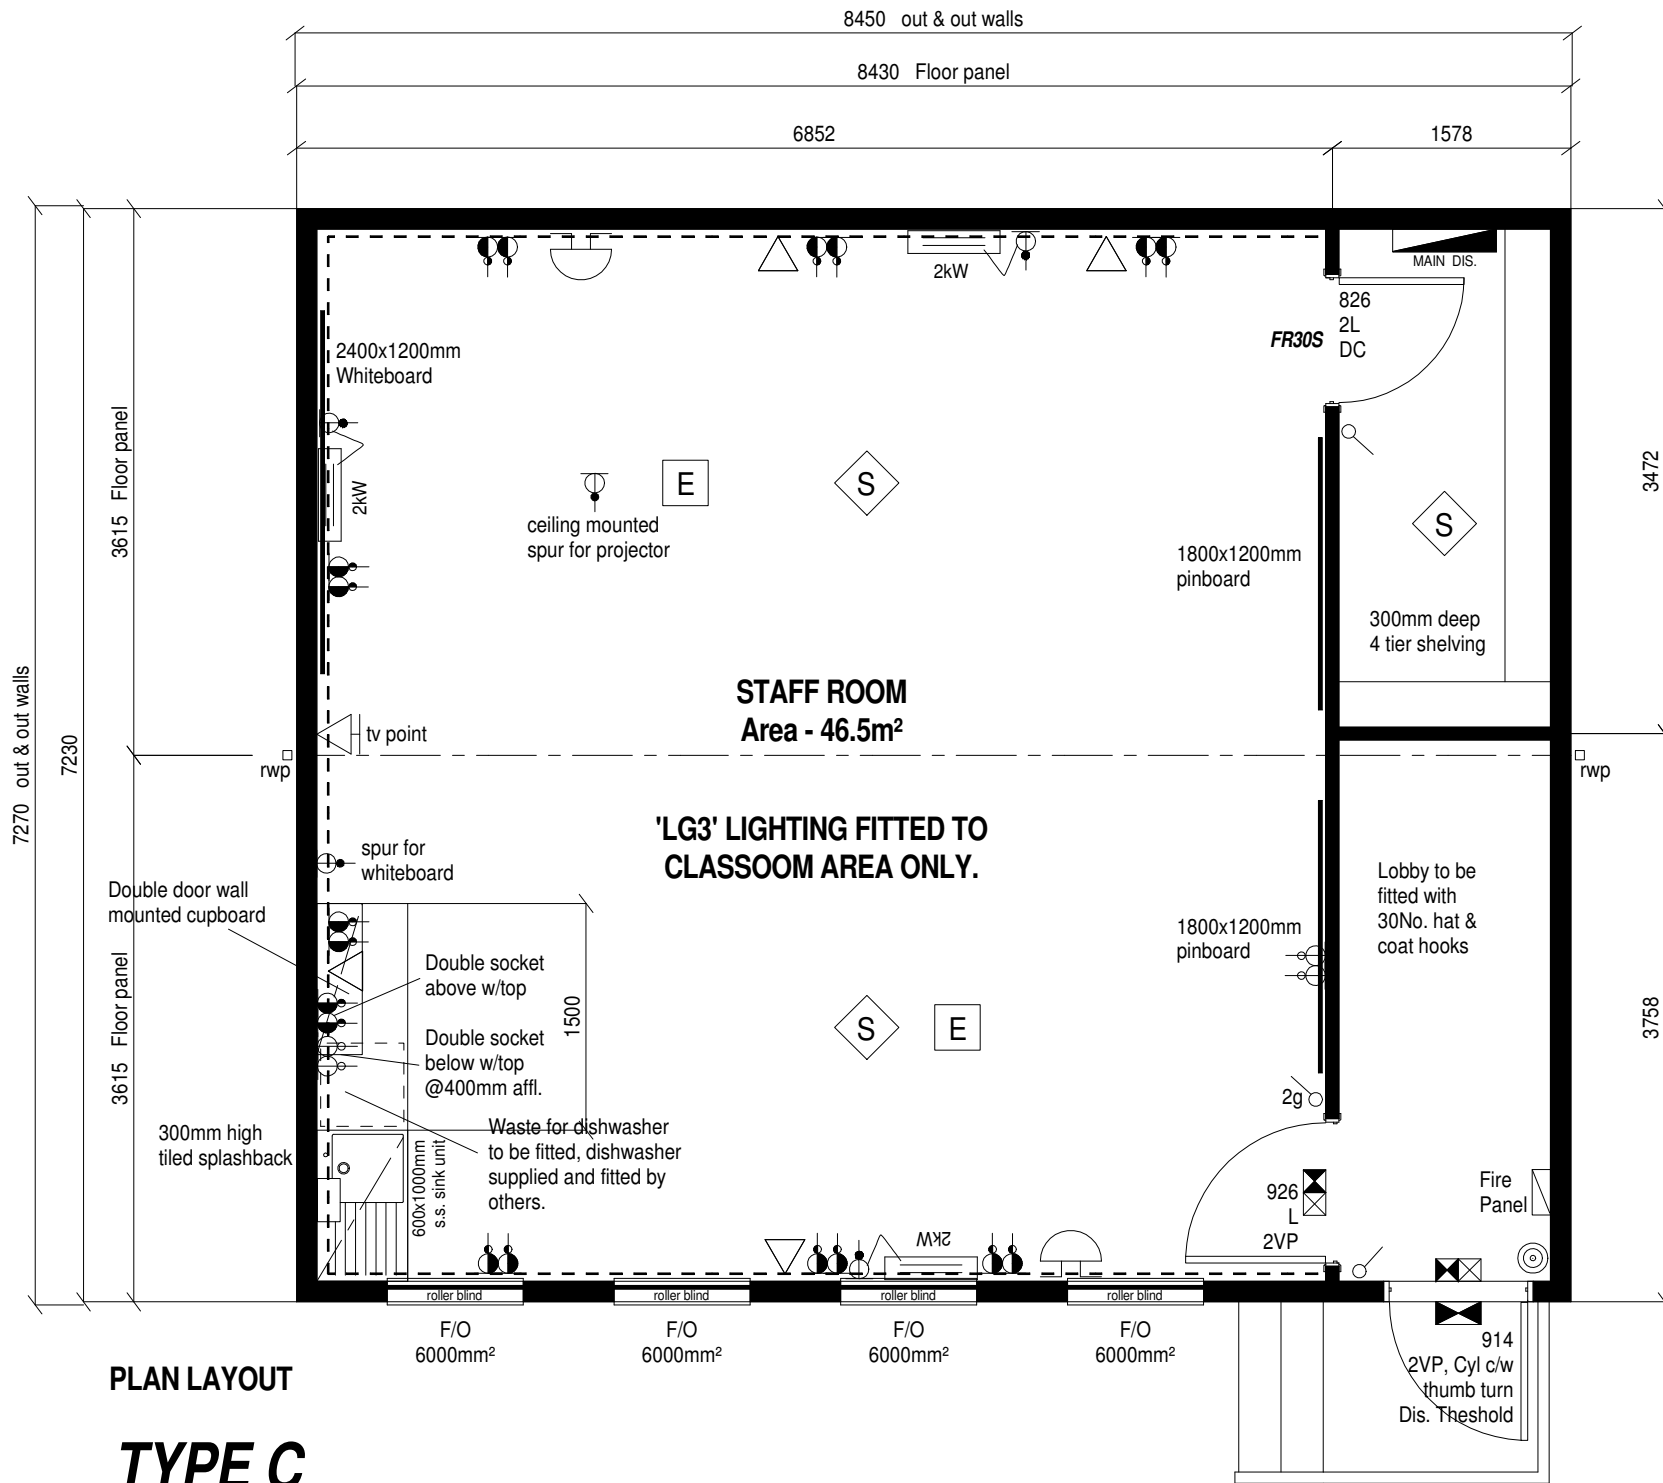 8450 out & out walls
8430 Floor panel
6852
1578
7270 out & out walls
7230
3615 Floor panel
3615 Floor panel
3472
3758
2kW
MAIN DIS.
826
2L
DC
FR30S
2400x1200mm
Whiteboard
2kW
E
S
S
ceiling mounted
spur for projector
1800x1200mm
pinboard
300mm deep
4 tier shelving
STAFF ROOM
Area - 46.5m²
tv point
rwp
rwp
'LG3' LIGHTING FITTED TO
CLASSOOM AREA ONLY.
spur for
whiteboard
Double door wall
mounted cupboard
Lobby to be
fitted with
30No. hat &
coat hooks
1800x1200mm
pinboard
Double socket
above w/top
1500
Double socket
below w/top
@400mm affl.
S
E
2g
300mm high
tiled splashback
600x1000mm
s.s. sink unit
Waste for dishwasher
to be fitted, dishwasher
supplied and fitted by
others.
926
L
2VP
Fire
Panel
2kW
roller blind
roller blind
roller blind
roller blind
F/O
6000mm²
F/O
6000mm²
F/O
6000mm²
F/O
6000mm²
914
2VP, Cyl c/w
thumb turn
Dis. Theshold
PLAN LAYOUT
TYPE C